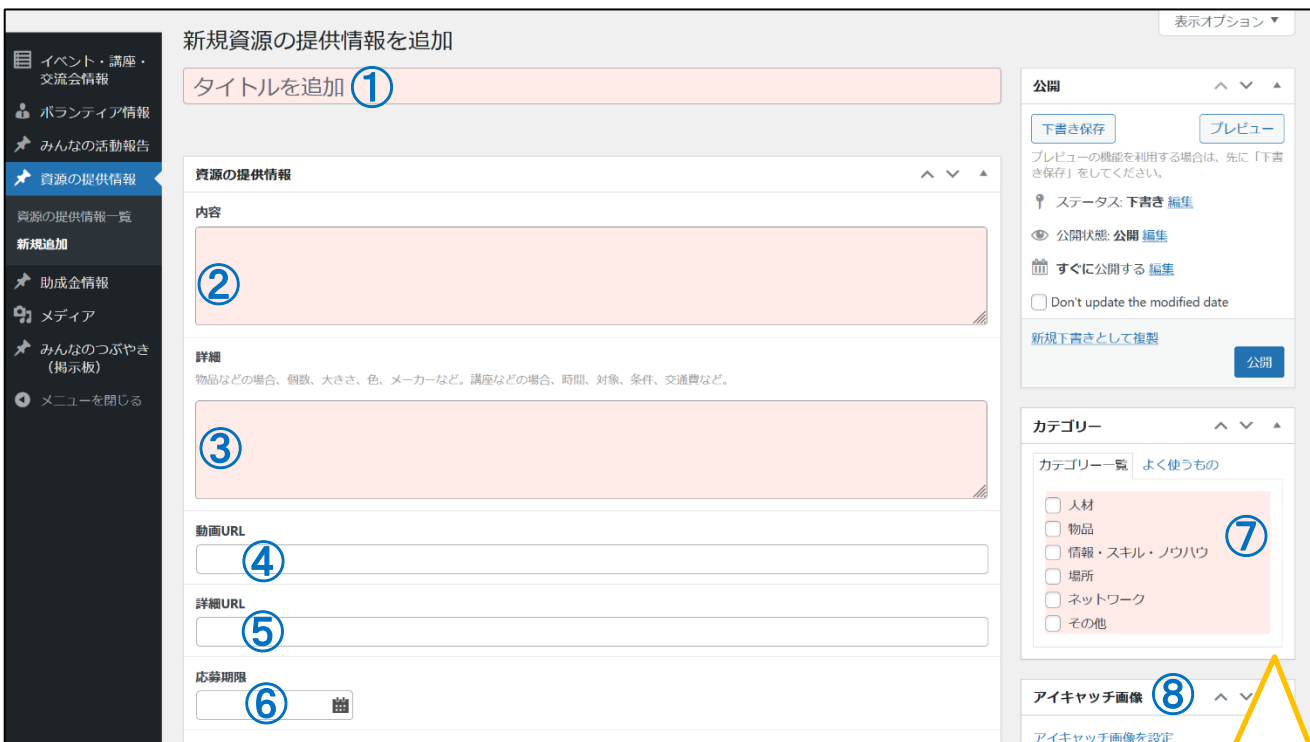 表示オプション ▼
イベント・講座・
交流会情報
ボランティア情報
みんなの活動報告
資源の提供情報
資源の提供情報一覧
新規追加
助成金情報
メディア
みんなのつぶやき
（掲示板）
メニューを閉じる
新規資源の提供情報を追加
タイトルを追加 ①
資源の提供情報
内容
②
詳細
物品などの場合、個数、大きさ、色、メーカーなど。講座などの場合、時間、対象、条件、交通費など。
③
動画URL
④
詳細URL
⑤
応募期限
⑥
公開
下書き保存 プレビュー
プレビューの機能を利用する場合は、先に「下書
き保存」をしてください。
ステータス: 下書き 編集
公開状態: 公開 編集
すぐに公開する 編集
Don't update the modified date
新規下書きとして複製
公開
カテゴリー
カテゴリー一覧 よく使うもの
人材
物品
情報・スキル・ノウハウ
場所
ネットワーク
その他
⑦
アイキャッチ画像 ⑧
アイキャッチ画像を設定